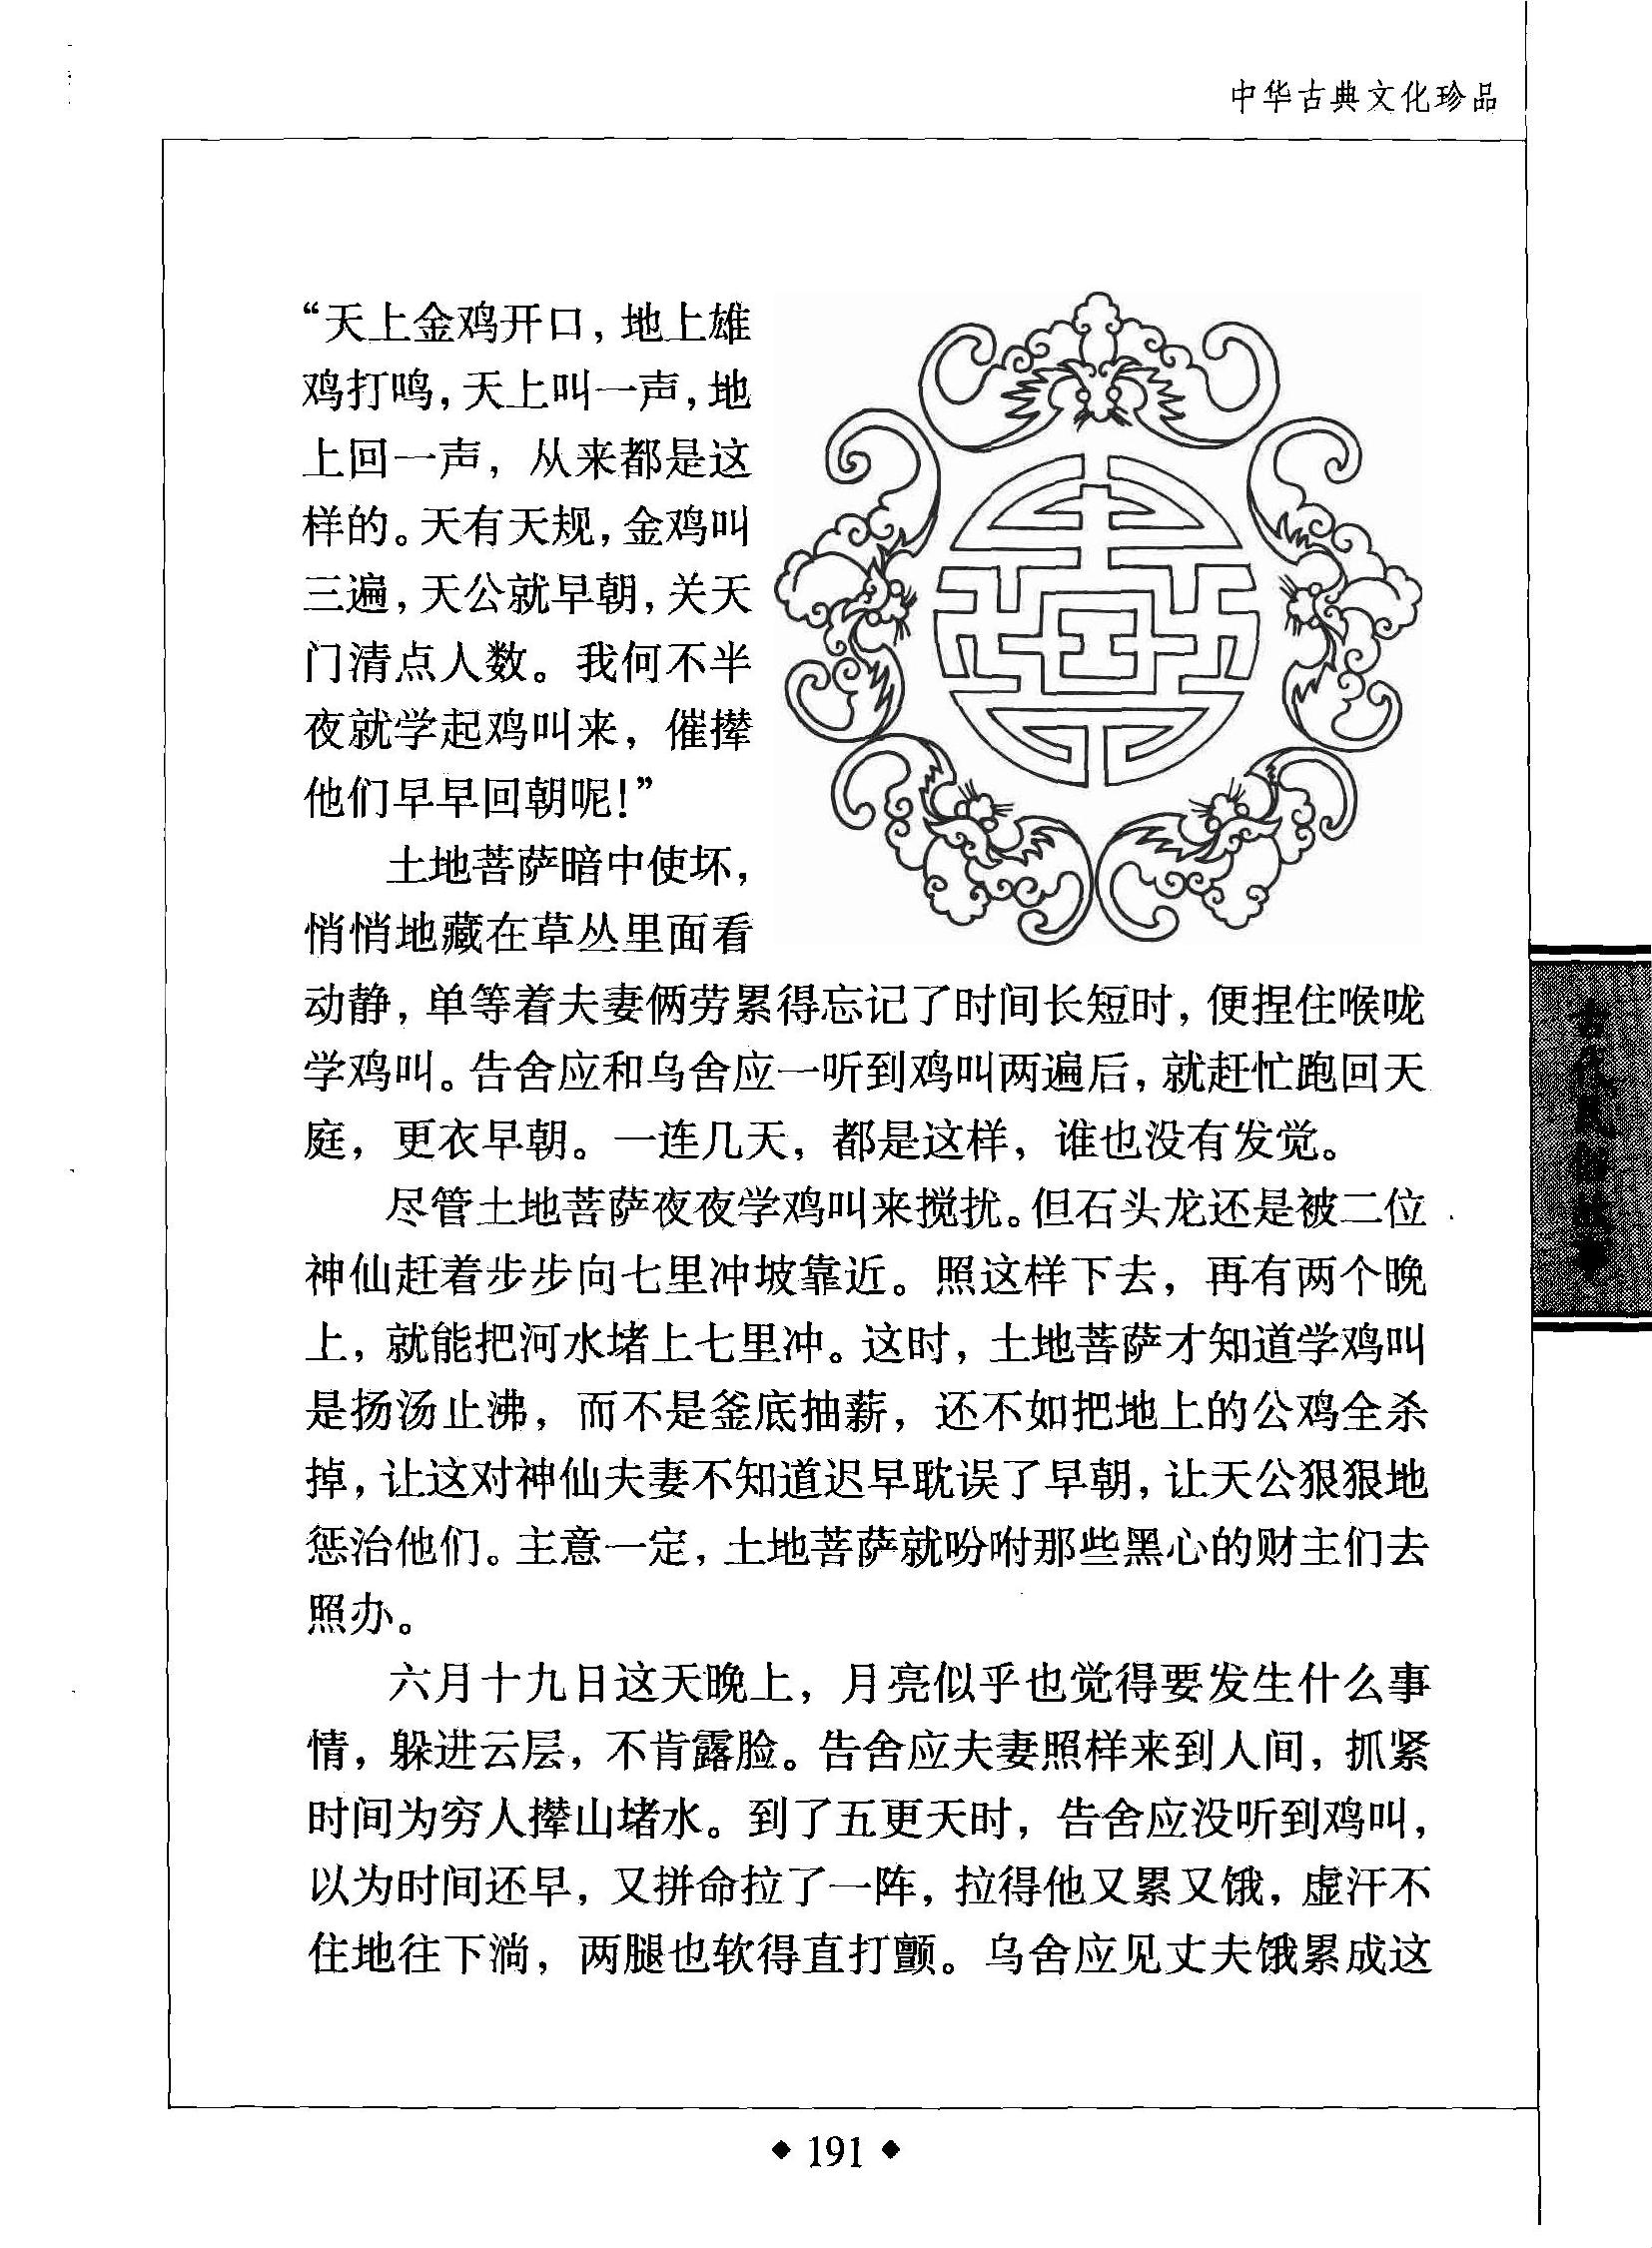 中华古典文化珍品
“天上金鸡开口，地上雄
鸡打鸣，天上叫一声，地
上回一声，从来都是这
样的。天有天规，金鸡叫
三遍，天公就早朝，关天
门清点人数。我何不半
夜就学起鸡叫来，催撵
他们早早回朝呢！”
土地菩萨暗中使坏，
悄悄地藏在草丛里面看
动静，单等着夫妻俩劳累得忘记了时间长短时，便捏住喉咙
学鸡叫。告舍应和乌舍应一听到鸡叫两遍后，就赶忙跑回天
庭，更衣早朝。一连几天，都是这样，谁也没有发觉。
尽管土地菩萨夜夜学鸡叫来搅扰。但石头龙还是被二位
神仙赶着步步向七里冲坡靠近。照这样下去，再有两个晚
上，就能把河水堵上七里冲。这时，土地菩萨才知道学鸡叫
是扬汤止沸，而不是釜底抽薪，还不如把地上的公鸡全杀
掉，让这对神仙夫妻不知道迟早耽误了早朝，让天公狠狠地
惩治他们。主意一定，土地菩萨就吩咐那些黑心的财主们去
照办。
六月十九日这天晚上，月亮似乎也觉得要发生什么事
情，躲进云层，不肯露脸。告舍应夫妻照样来到人间，抓紧
时间为穷人撵山堵水。到了五更天时，告舍应没听到鸡叫，
以为时间还早，又拼命拉了一阵，拉得他又累又饿，虚汗不
住地往下淌，两腿也软得直打颤。乌舍应见丈夫饿累成这
古代民俗故事
◆ 191 ◆